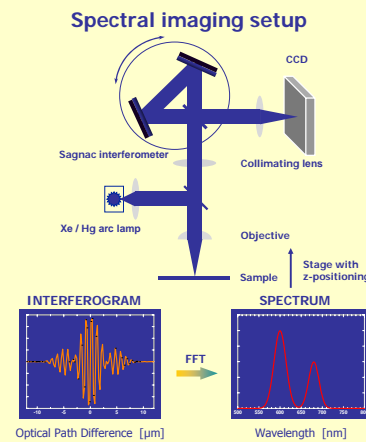 Spectral imaging setup
CCD
Sagnac interferometer
Collimating lens
Xe / Hg arc lamp
Objective
Stage with
z-positioning
Sample
INTERFEROGRAM
SPECTRUM
FFT
-10 -5 0 5 10
500 550 600 650 700 750 800
Optical Path Difference [µm]
Wavelength [nm]